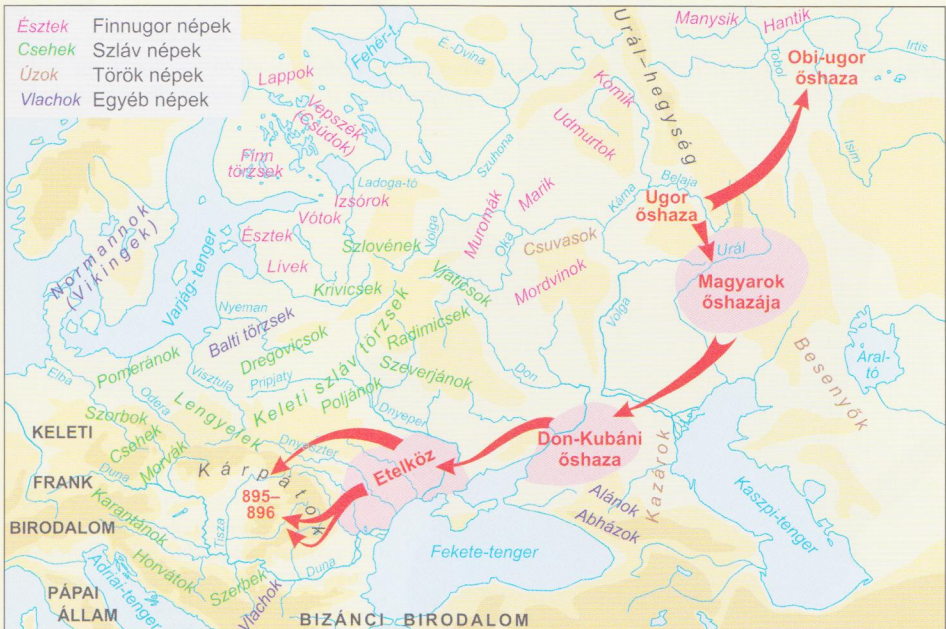 Észtek Finnugor népek
Csehek Szláv népek
Úzok Török népek
Vlachok Egyéb népek
Manysik
Hantik
Irtis
Tobol
Isim
Obi-ugor
őshaza
Urál–hegység
Fehér-t.
É.-Dvina
Lappok
Vepszék
(Csúdok)
Komik
Udmurtok
Szuhona
Finn
törzsek
Ladoga-tó
Izsórok
Vótok
Észtek
Lívek
Szlovének
Volga
Muromák
Oka
Marik
Csuvasok
Káma
Belaja
Ugor
őshaza
Urál
Magyarok
őshazája
Normannok
(Vikingek)
Varjag-tenger
Krivicsek
Vjaticsok
Mordvinok
Volga
Nyeman
Balti törzsek
Dregovicsok
Radimicsek
Keleti szláv törzsek
Szeverjánok
Don
Besenyők
Áral-
tó
Pomeránok
Visztula
Pripjaty
Poljánok
Dnyeper
Elba
Odera
Lengyelek
Szorbok
Csehek
Morvák
Dnyeszter
KELETI
FRANK
BIRODALOM
Duna
Kárpátok
Etelköz
Don-Kubáni
őshaza
Kazárok
895–
896
Tisza
Karantánok
Alánok
Abházok
Kaszpi-tenger
Fekete-tenger
Horvátok
Szerbek
Duna
Vlachok
Adriai-tenger
PÁPAI
ÁLLAM
BIZÁNCI BIRODALOM